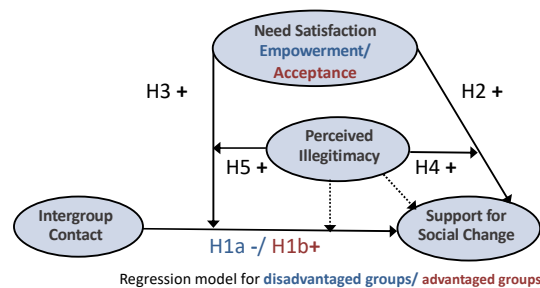 Need Satisfaction
Empowerment/
Acceptance
H3 +
H2 +
Perceived
Illegitimacy
H5 +
H4 +
Intergroup
Contact
Support for
Social Change
H1a -/ H1b+
Regression model for disadvantaged groups/ advantaged groups